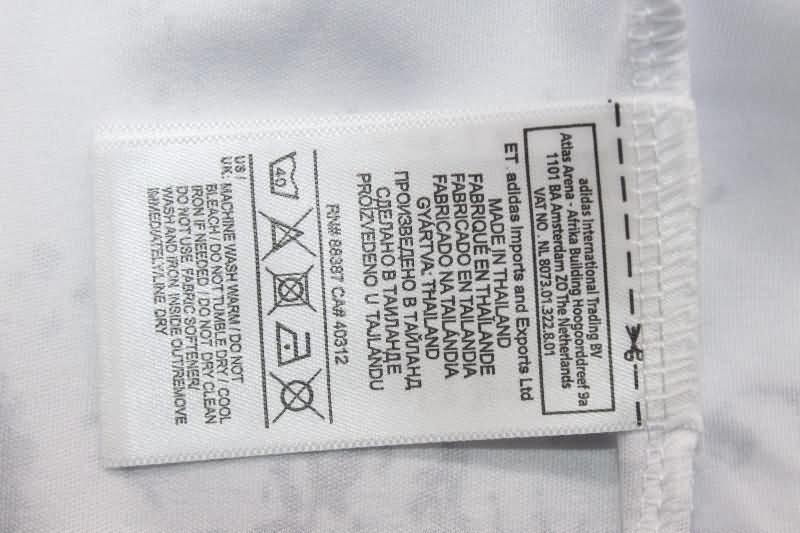 adidas International Trading BV
Atlas Arena - Afrika Building Hoogoorddreef 9a
1101 BA Amsterdam ZO The Netherlands
VAT NO. NL 8073.01.322.B.01
ET . adidas Imports and Exports Ltd
MADE IN THAILAND
FABRIQUÉ EN THAÏLANDE
FABRICADO EN TAILANDIA
FABRICADO NA TAILÂNDIA
GYÁRTVA: THAILAND
ПРОИЗВЕДЕНО В ТАЙЛАНД
СДЕЛАНО В ТАИЛАНДЕ
PROIZVEDENO U TAJLANDU
RN# 88387 CA# 40312
40
US /
UK: MACHINE WASH WARM / DO NOT
BLEACH / DO NOT TUMBLE DRY / COOL
IRON IF NEEDED / DO NOT DRY CLEAN
DO NOT USE FABRIC SOFTENER/
WASH AND IRON INSIDE OUT/REMOVE
IMMEDIATELY/LINE DRY